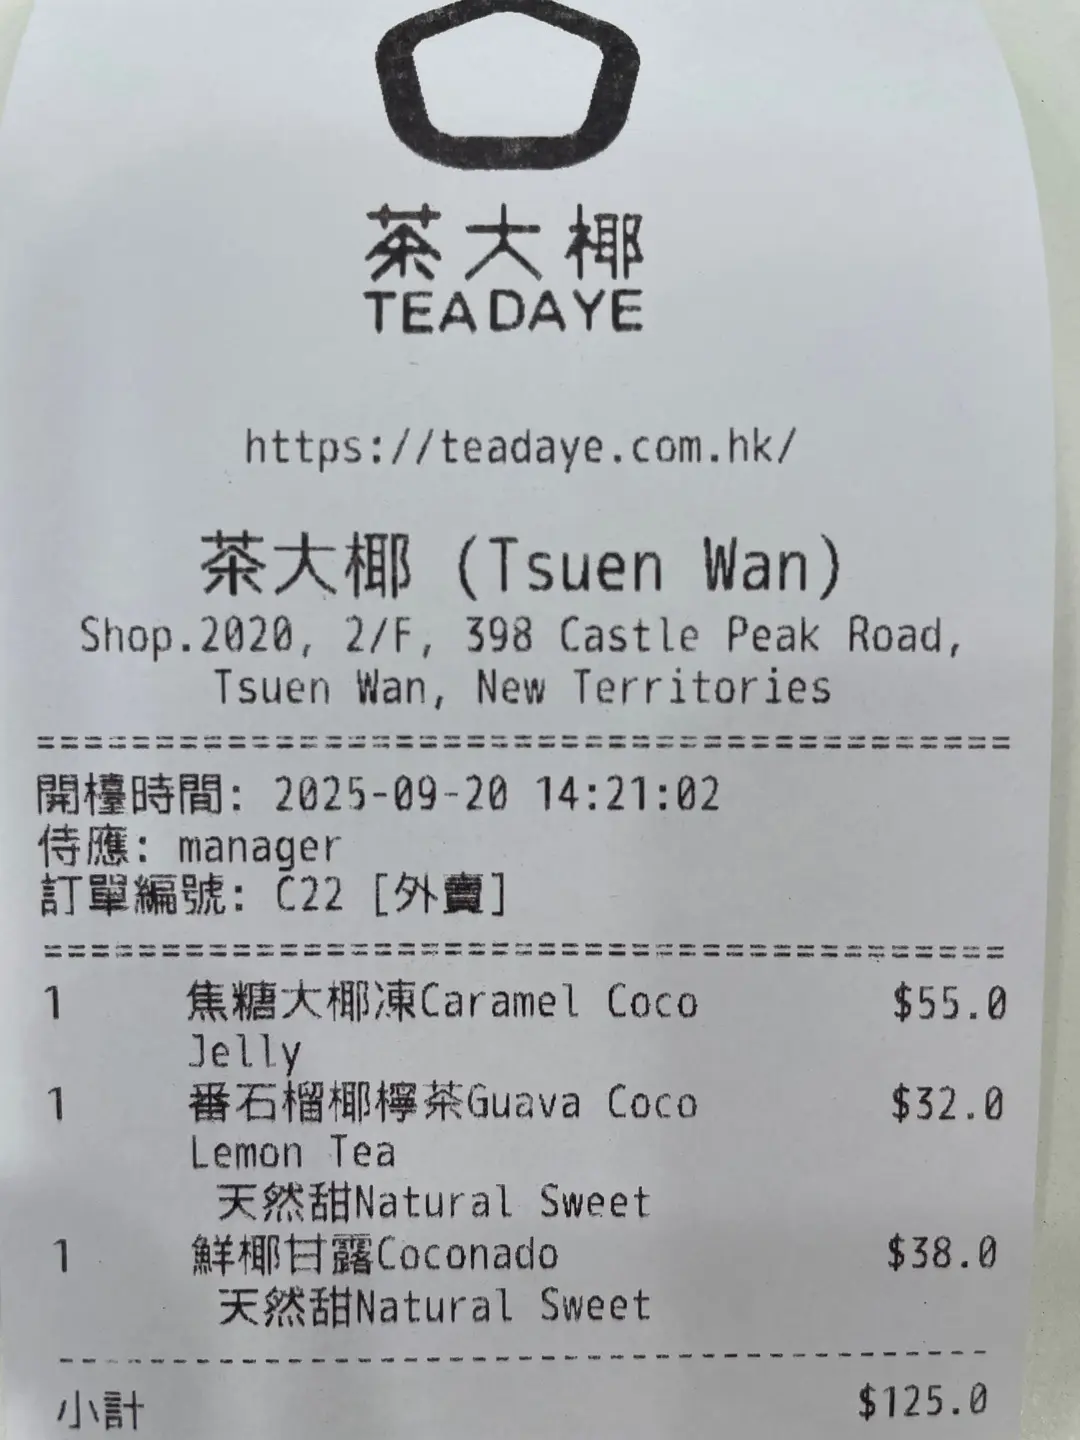 茶大椰
TEADAYE
https://teadaye.com.hk/
茶大椰 (Tsuen Wan)
Shop.2020, 2/F, 398 Castle Peak Road,
Tsuen Wan, New Territories
=========================================
開檯時間: 2025-09-20 14:21:02
侍應: manager
訂單編號: C22 [外賣]
=========================================
1 焦糖大椰凍Caramel Coco $55.0
Jelly
1 番石榴椰檸茶Guava Coco $32.0
Lemon Tea
天然甜Natural Sweet
1 鮮椰甘露Coconado $38.0
天然甜Natural Sweet
-----------------------------------------
小計 $125.0